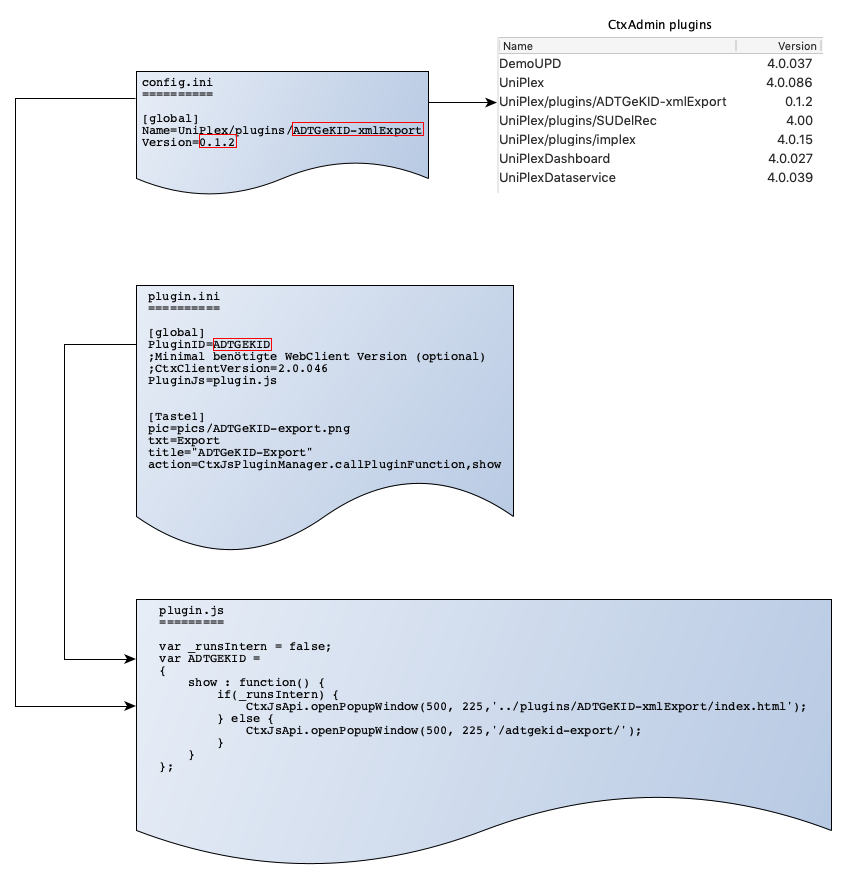 CtxAdmin plugins
Name Version
DemoUPD 4.0.037
UniPlex 4.0.086
UniPlex/plugins/ADTGeKID-xmlExport 0.1.2
UniPlex/plugins/SUDelRec 4.00
UniPlex/plugins/implex 4.0.15
UniPlexDashboard 4.0.027
UniPlexDataservice 4.0.039
config.ini
==========
[global]
Name=UniPlex/plugins/ADTGeKID-xmlExport
Version=0.1.2
plugin.ini
==========
[global]
PluginID=ADTGEKID
;Minimal benötigte WebClient Version (optional)
;CtxClientVersion=2.0.046
PluginJs=plugin.js
[Taste1]
pic=pics/ADTGeKID-export.png
txt=Export
title="ADTGeKID-Export"
action=CtxJsPluginManager.callPluginFunction,show
plugin.js
=========
var _runsIntern = false;
var ADTGEKID =
{
    show : function() {
        if(_runsIntern) {
            CtxJsApi.openPopupWindow(500, 225,'../plugins/ADTGeKID-xmlExport/index.html');
        } else {
            CtxJsApi.openPopupWindow(500, 225,'/adtgekid-export/');
        }
    }
};